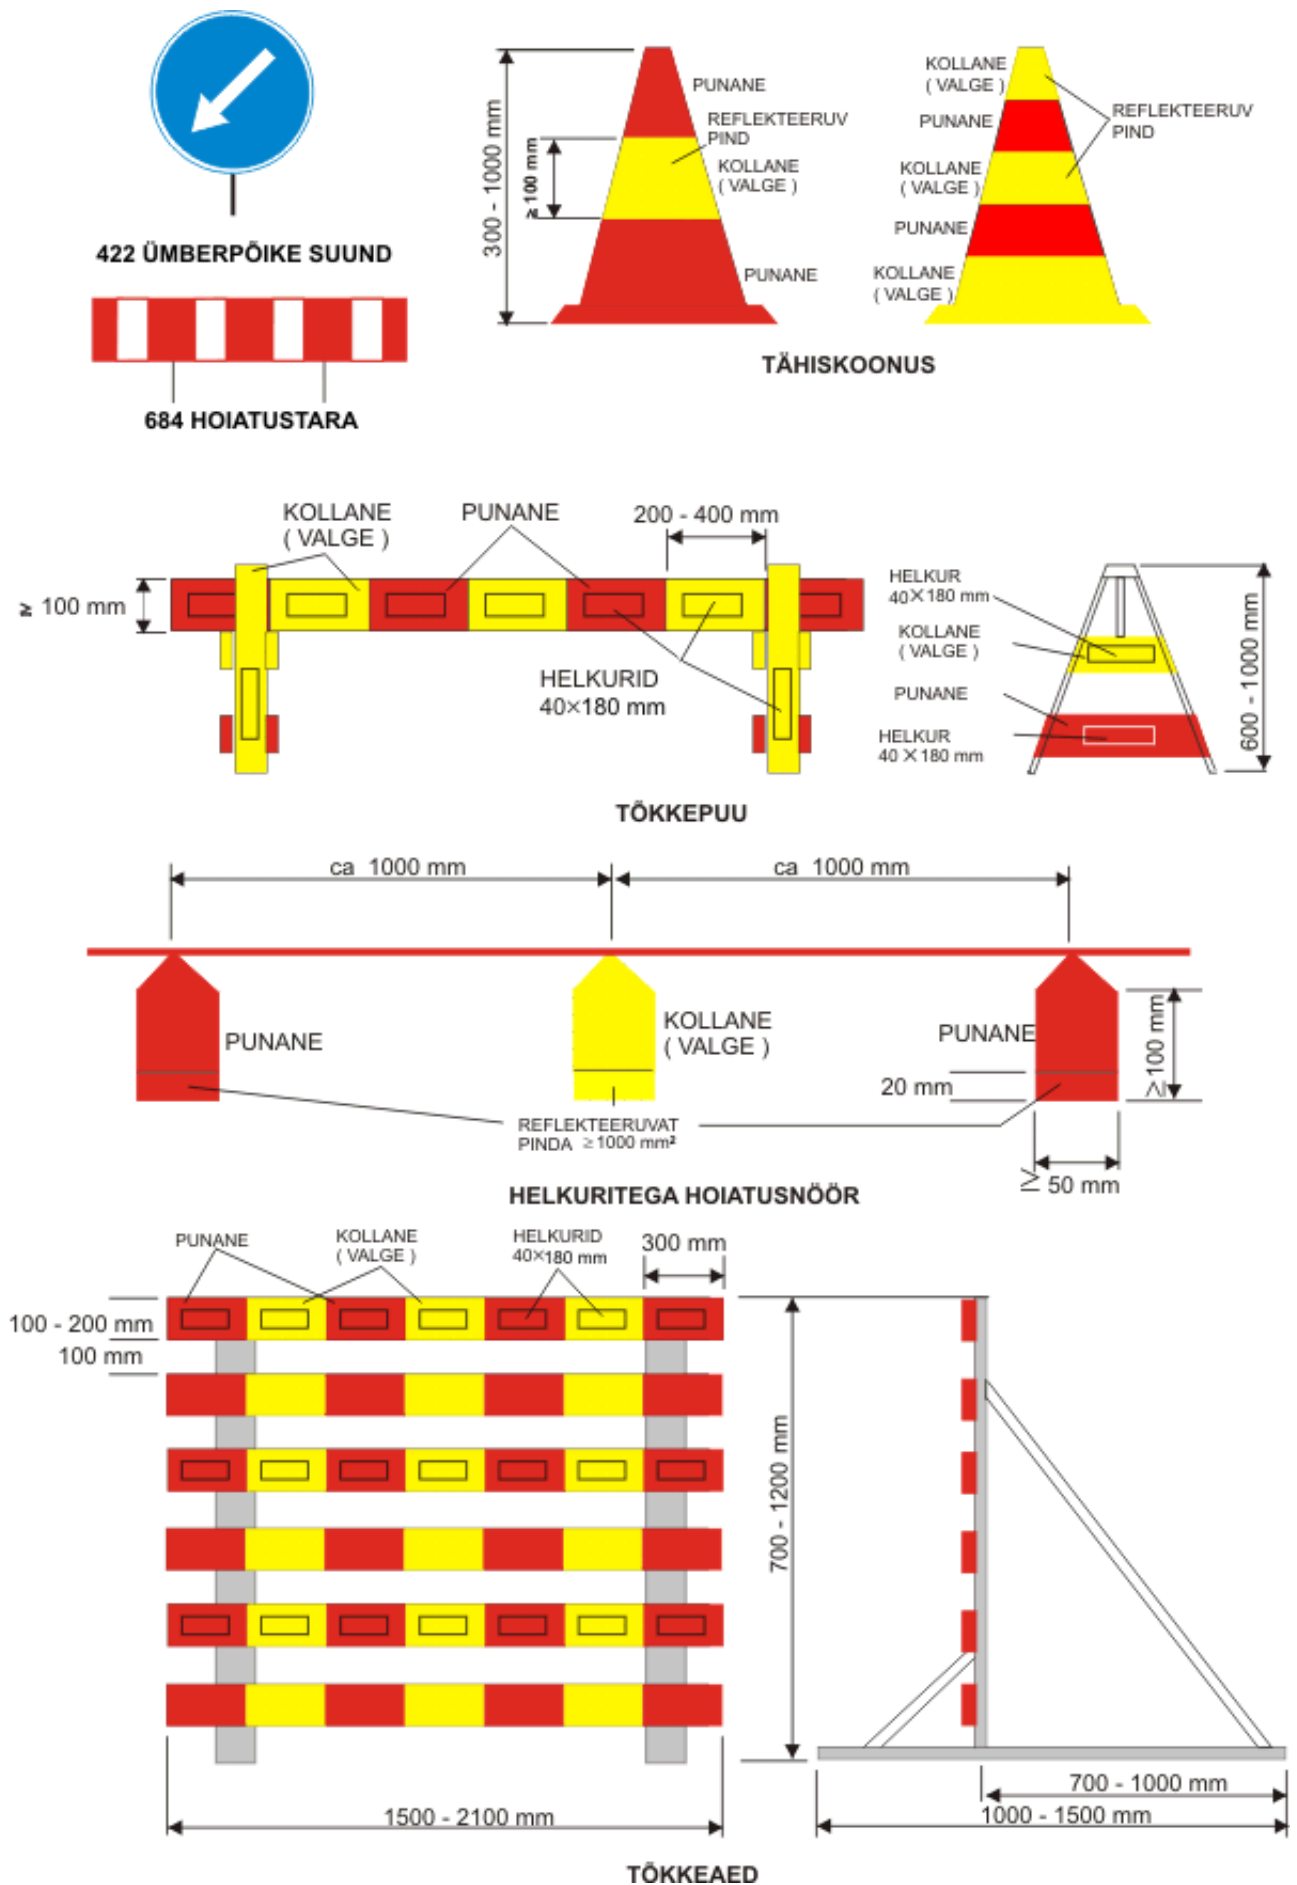 422 ÜMBERPÕIKE SUUND
684 HOIATUSTARA
300 - 1000 mm
≥100 mm
PUNANE
REFLEKTEERUV
PIND
KOLLANE
( VALGE )
PUNANE
KOLLANE
( VALGE )
PUNANE
KOLLANE
( VALGE )
PUNANE
KOLLANE
( VALGE )
REFLEKTEERUV
PIND
TÄHISKOONUS
KOLLANE
( VALGE )
PUNANE
200 - 400 mm
≥ 100 mm
HELKURID
40×180 mm
HELKUR
40×180 mm
KOLLANE
( VALGE )
PUNANE
HELKUR
40 × 180 mm
600 - 1000 mm
TÕKKEPUU
ca 1000 mm
ca 1000 mm
PUNANE
KOLLANE
( VALGE )
PUNANE
20 mm
≥100 mm
REFLEKTEERUVAT
PINDA ≥1000 mm²
≥ 50 mm
HELKURITEGA HOIATUSNÖÖR
PUNANE
KOLLANE
( VALGE )
HELKURID
40×180 mm
300 mm
100 - 200 mm
100 mm
700 - 1200 mm
1500 - 2100 mm
700 - 1000 mm
1000 - 1500 mm
TÕKKEAED